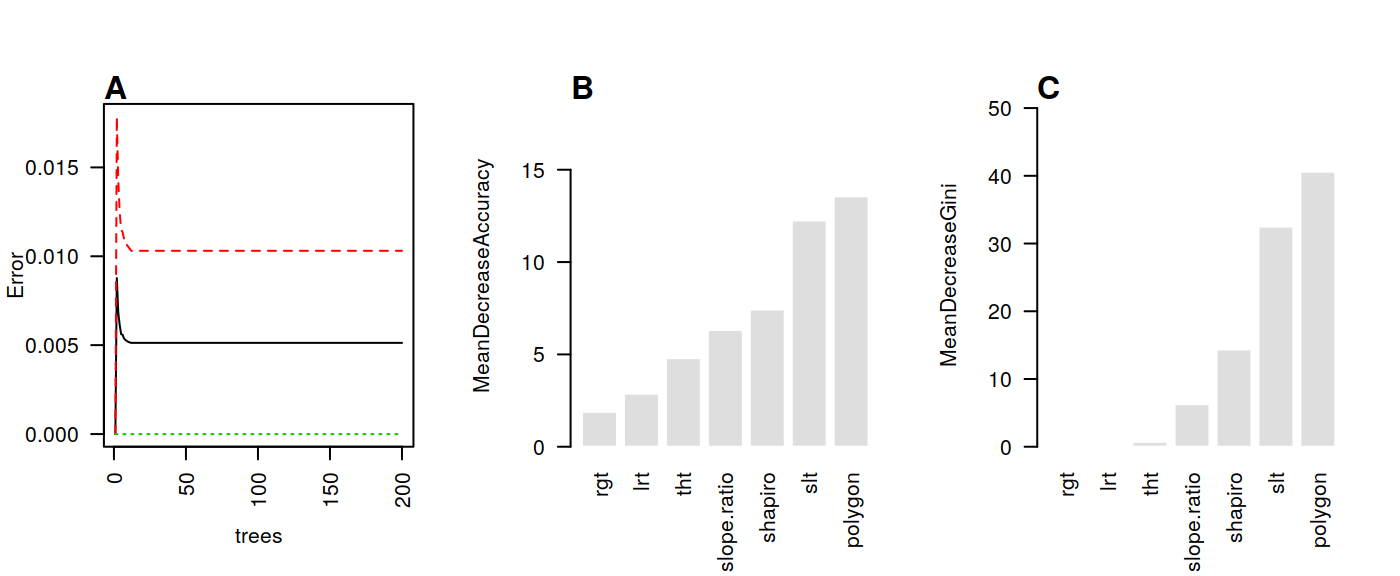 A
Error
0.015
0.010
0.005
0.000
0
50
100
150
200
trees
B
MeanDecreaseAccuracy
15
10
5
0
rgt
lrt
tht
slope.ratio
shapiro
slt
polygon
C
MeanDecreaseGini
50
40
30
20
10
0
rgt
lrt
tht
slope.ratio
shapiro
slt
polygon